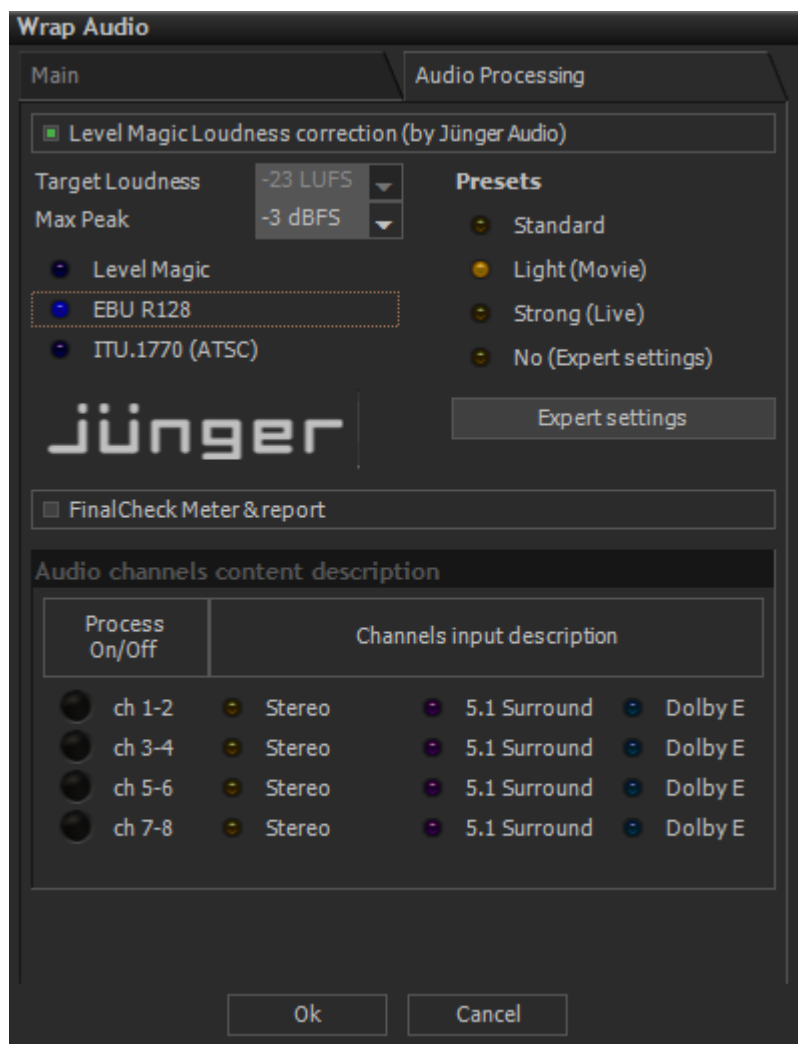 Wrap Audio
Main
Audio Processing
Level Magic Loudness correction (by Jünger Audio)
Target Loudness
-23 LUFS
Max Peak
-3 dBFS
Level Magic
EBU R128
ITU.1770 (ATSC)
Presets
Standard
Light (Movie)
Strong (Live)
No (Expert settings)
jünger
Expert settings
FinalCheck Meter & report
Audio channels content description
Process
On/Off
Channels input description
ch 1-2 Stereo 5.1 Surround Dolby E
ch 3-4 Stereo 5.1 Surround Dolby E
ch 5-6 Stereo 5.1 Surround Dolby E
ch 7-8 Stereo 5.1 Surround Dolby E
Ok
Cancel